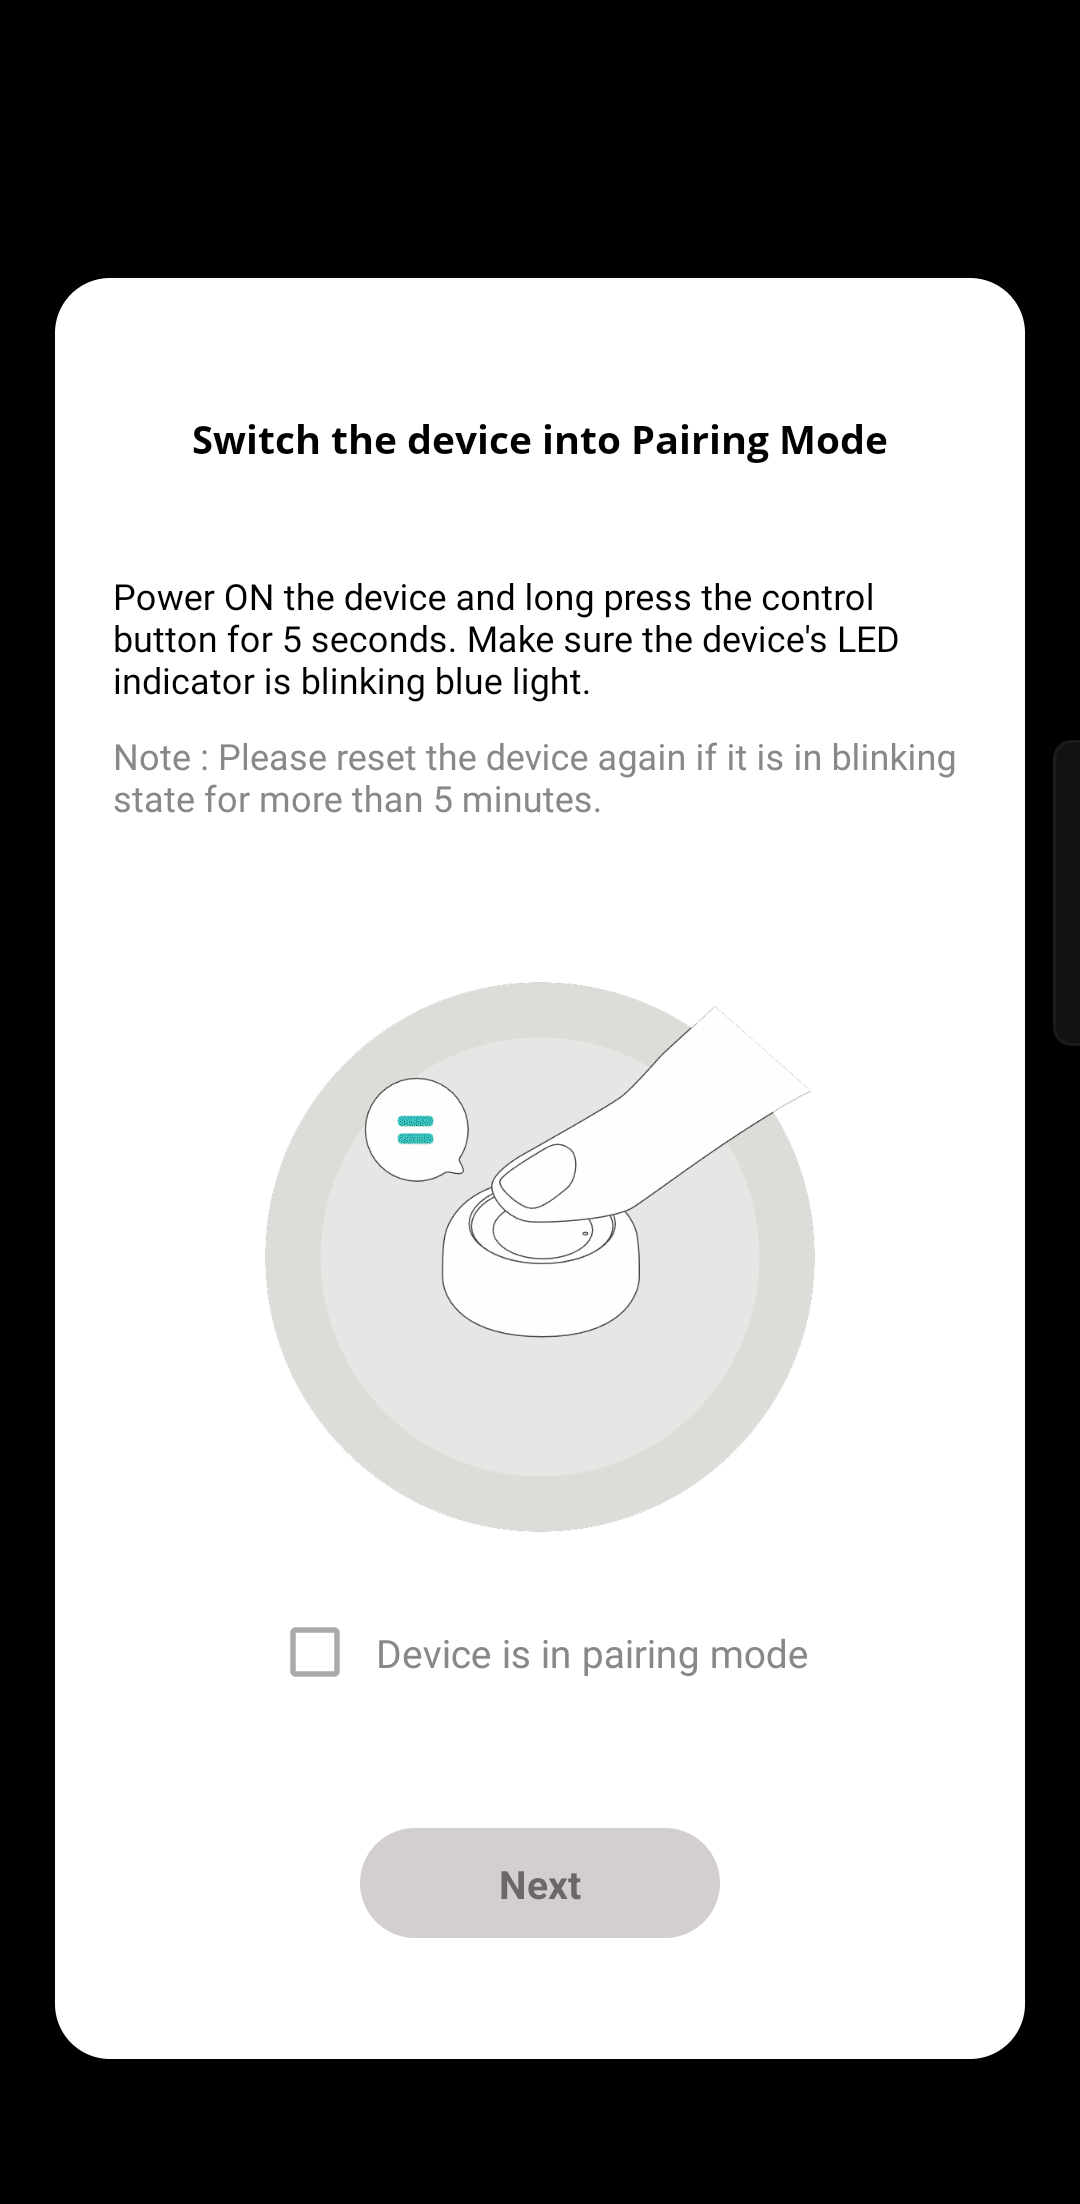 Switch the device into Pairing Mode
Power ON the device and long press the control
button for 5 seconds. Make sure the device's LED
indicator is blinking blue light.
Note : Please reset the device again if it is in blinking
state for more than 5 minutes.
Device is in pairing mode
Next